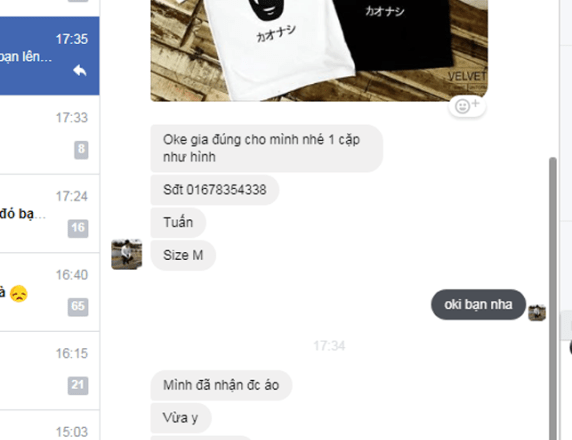 17:35
bạn lên...
17:33
8
17:24
đó bạ...
16
16:40
65
16:15
21
15:03
カオナシ
カオナシ
VELVET
Oke gia đúng cho mình nhé 1 cặp
như hình
Sđt 01678354338
Tuấn
Size M
oki bạn nha
17:34
Mình đã nhận đc áo
Vừa y